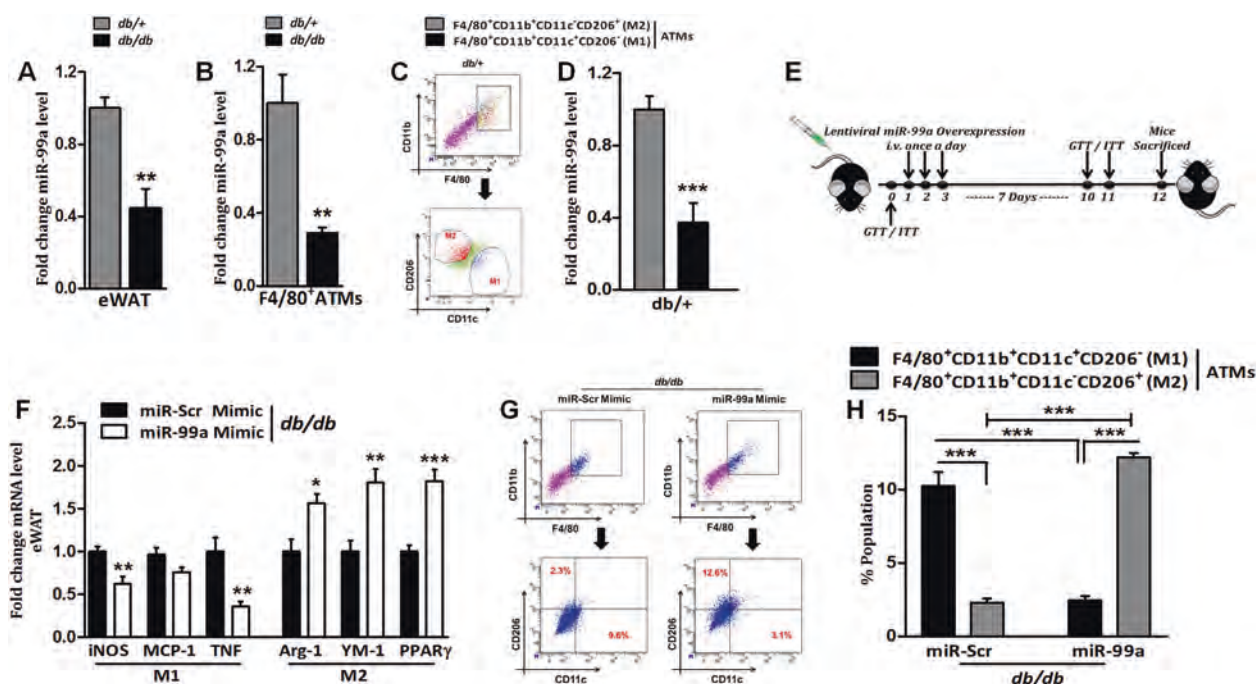 A
db/+
db/db
Fold change miR-99a level
1.2
0.8
0.4
0.0
**
eWAT
B
db/+
db/db
Fold change miR-99a level
1.2
0.8
0.4
0.0
**
F4/80+ATMs
F4/80+CD11b+CD11c-CD206+ (M2)
F4/80+CD11b+CD11c+CD206- (M1)
ATMs
C
db/+
CD11b
F4/80
M2
M1
CD206
CD11c
D
Fold change miR-99a level
1.2
0.8
0.4
0.0
***
db/+
E
Lentiviral miR-99a Overexpression
i.v. once a day
GTT / ITT
Mice
Sacrificed
0 1 2 3 ------ 7 Days ------ 10 11 12
GTT / ITT
F
miR-Scr Mimic
miR-99a Mimic
db/db
Fold change mRNA level
eWAT
2.5
2.0
1.5
1.0
0.5
0.0
** ** * ** ***
iNOS MCP-1 TNF Arg-1 YM-1 PPARγ
M1 M2
G
db/db
miR-Scr Mimic miR-99a Mimic
CD11b
F4/80
CD11b
F4/80
2.3%
9.6%
CD206
CD11c
12.6%
3.1%
CD206
CD11c
F4/80+CD11b+CD11c+CD206- (M1)
F4/80+CD11b+CD11c-CD206+ (M2)
ATMs
H
% Population
15
10
5
0
***
***
***
***
miR-Scr miR-99a
db/db